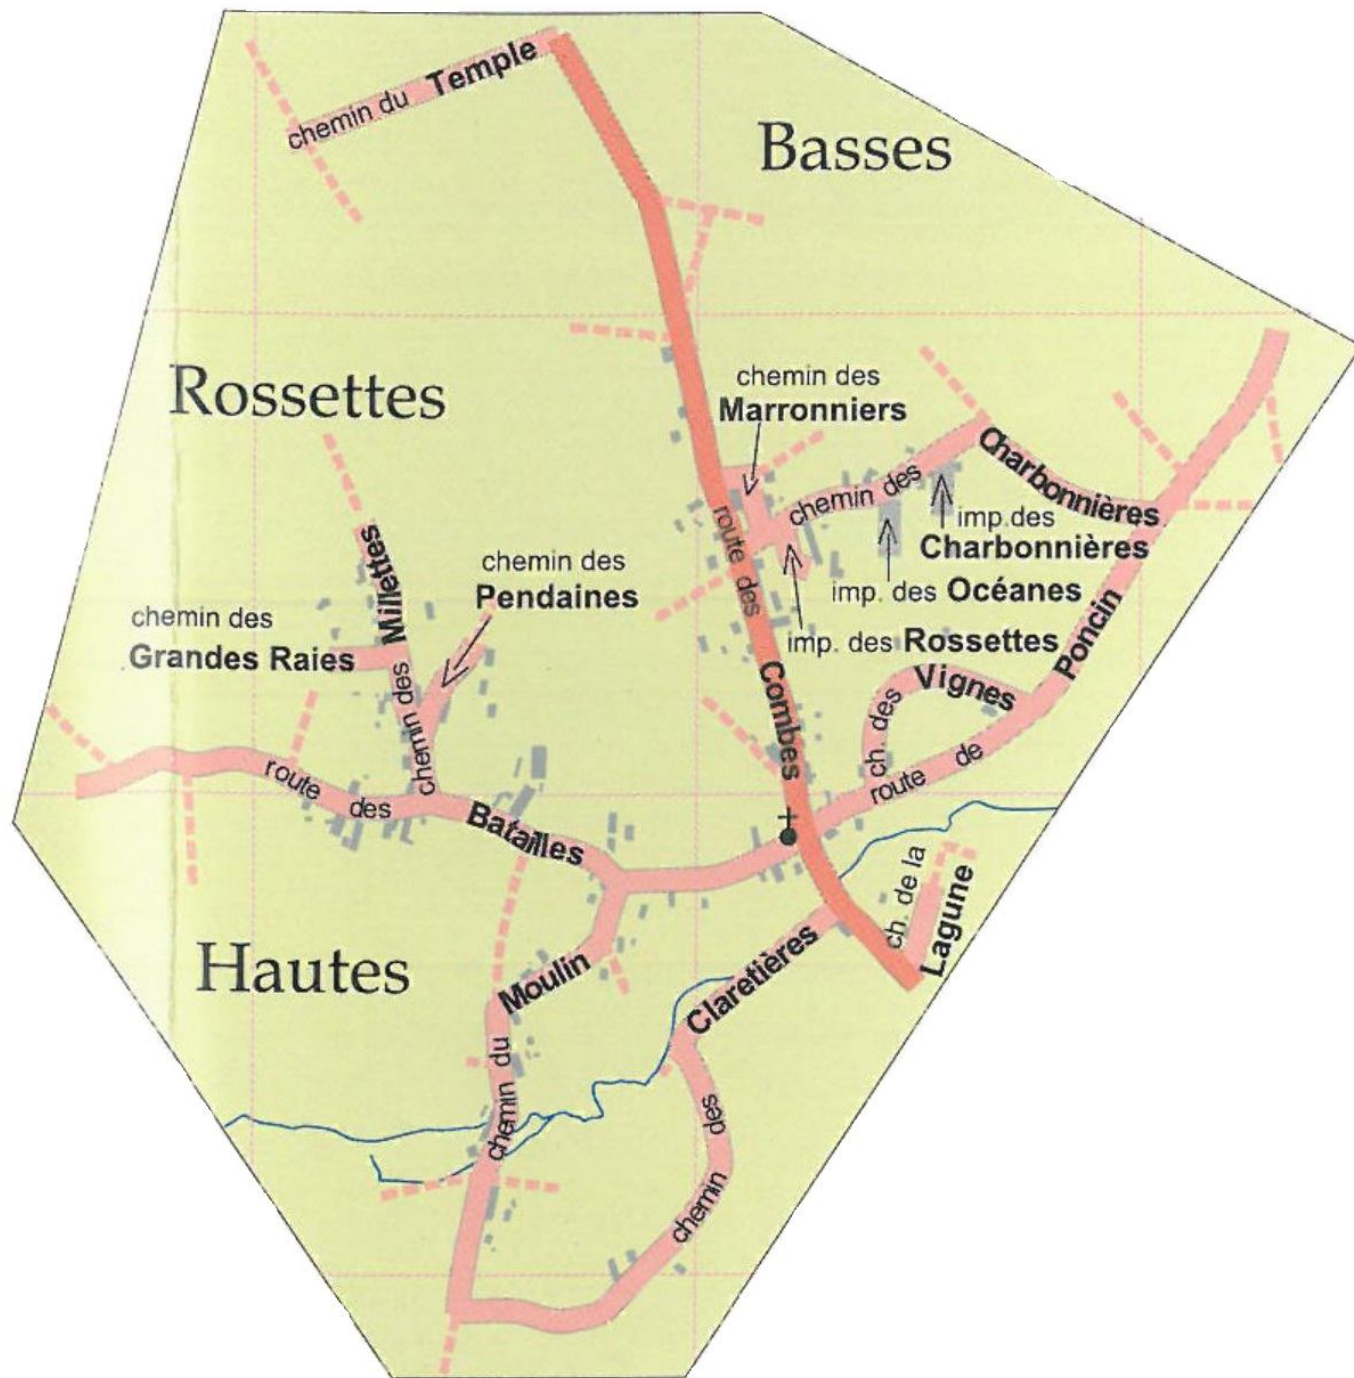 chemin du Temple
Basses
Rossettes
chemin des
Marronniers
chemin des Charbonnières
imp.des
Charbonnières
imp. des Océanes
imp. des Rossettes
route des Combes
chemin des
Pendaines
chemin des Millettes
chemin des
Grandes Raies
ch. des Vignes
route de Poncin
route des Batailles
ch. de la Lagune
Hautes
chemin du Moulin
chemin des Claretières